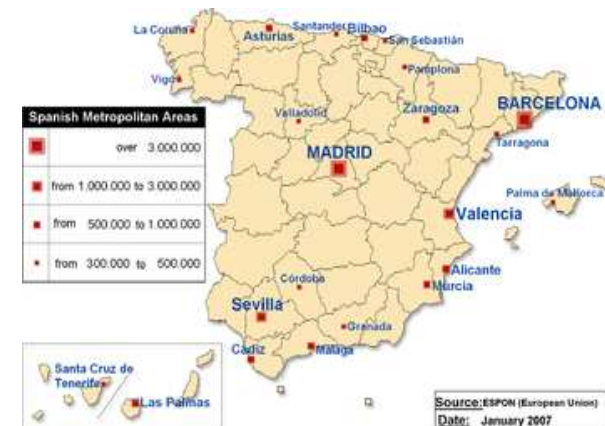 La Coruña
Asturias
Santander
Bilbao
San Sebastián
Vigo
Pamplona
Spanish Metropolitan Areas
over 3.000.000
from 1.000.000 to 3.000.000
from 500.000 to 1.000.000
from 300.000 to 500.000
Valladolid
Zaragoza
BARCELONA
Tarragona
MADRID
Palma de Mallorca
Valencia
Alicante
Murcia
Córdoba
Sevilla
Granada
Cádiz
Málaga
Santa Cruz de
Tenerife
Las Palmas
Source: ESPON (European Union)
Date: January 2007